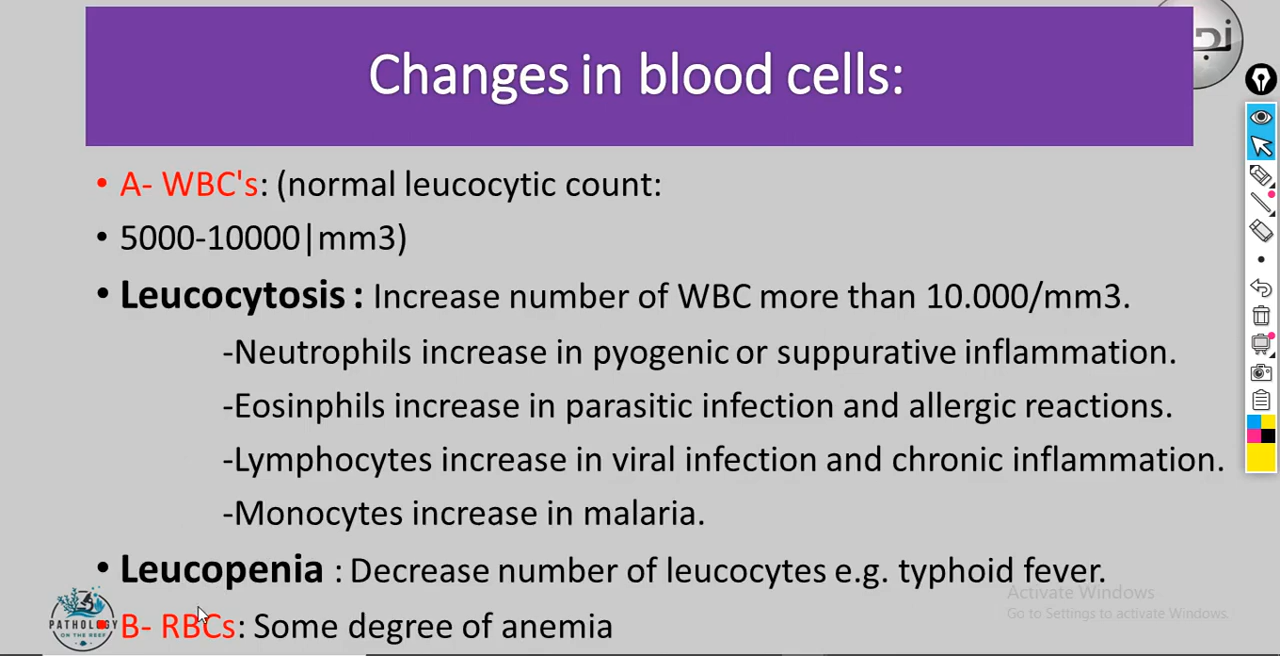 Changes in blood cells:
• A- WBC's: (normal leucocytic count:
• 5000-10000|mm3)
• Leucocytosis : Increase number of WBC more than 10.000/mm3.
-Neutrophils increase in pyogenic or suppurative inflammation.
-Eosinphils increase in parasitic infection and allergic reactions.
-Lymphocytes increase in viral infection and chronic inflammation.
-Monocytes increase in malaria.
• Leucopenia : Decrease number of leucocytes e.g. typhoid fever.
Activate Windows
Go to Settings to activate Windows.
PATHOLOGY
ON THE REEF
• B- RBCs: Some degree of anemia